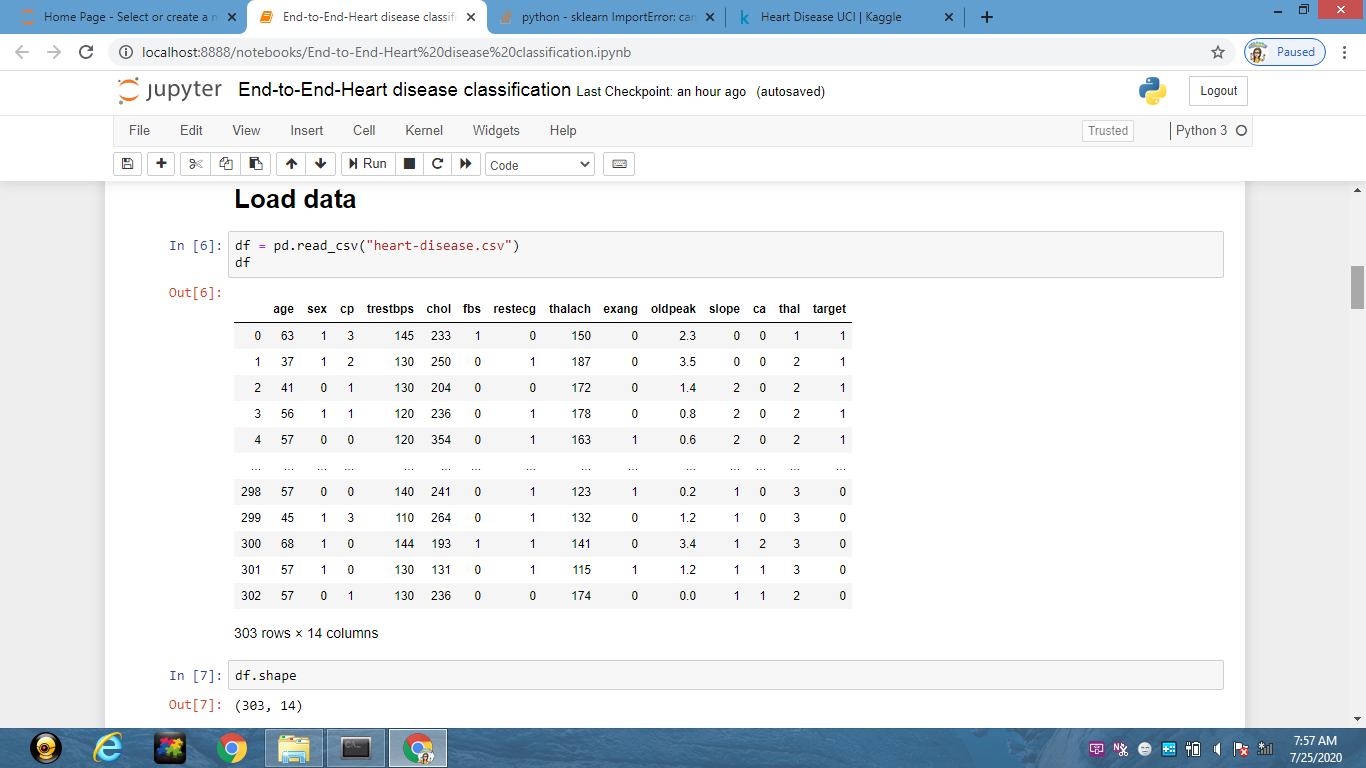 Home Page - Select or create a n
End-to-End-Heart disease classifi
python - sklearn ImportError: can
Heart Disease UCI | Kaggle
localhost:8888/notebooks/End-to-End-Heart%20disease%20classification.ipynb
Paused
jupyter End-to-End-Heart disease classification Last Checkpoint: an hour ago (autosaved)
Logout
File Edit View Insert Cell Kernel Widgets Help
Trusted
Python 3
Run
Code
Load data
In [6]: df = pd.read_csv("heart-disease.csv")
df
Out[6]:
age sex cp trestbps chol fbs restecg thalach exang oldpeak slope ca thal target
0 63 1 3 145 233 1 0 150 0 2.3 0 0 1 1
1 37 1 2 130 250 0 1 187 0 3.5 0 0 2 1
2 41 0 1 130 204 0 0 172 0 1.4 2 0 2 1
3 56 1 1 120 236 0 1 178 0 0.8 2 0 2 1
4 57 0 0 120 354 0 1 163 1 0.6 2 0 2 1
... ... ... ... ... ... ... ... ... ... ... ... ... ... ...
298 57 0 0 140 241 0 1 123 1 0.2 1 0 3 0
299 45 1 3 110 264 0 1 132 0 1.2 1 0 3 0
300 68 1 0 144 193 1 1 141 0 3.4 1 2 3 0
301 57 1 0 130 131 0 1 115 1 1.2 1 1 3 0
302 57 0 1 130 236 0 0 174 0 0.0 1 1 2 0
303 rows × 14 columns
In [7]: df.shape
Out[7]: (303, 14)
7:57 AM
7/25/2020